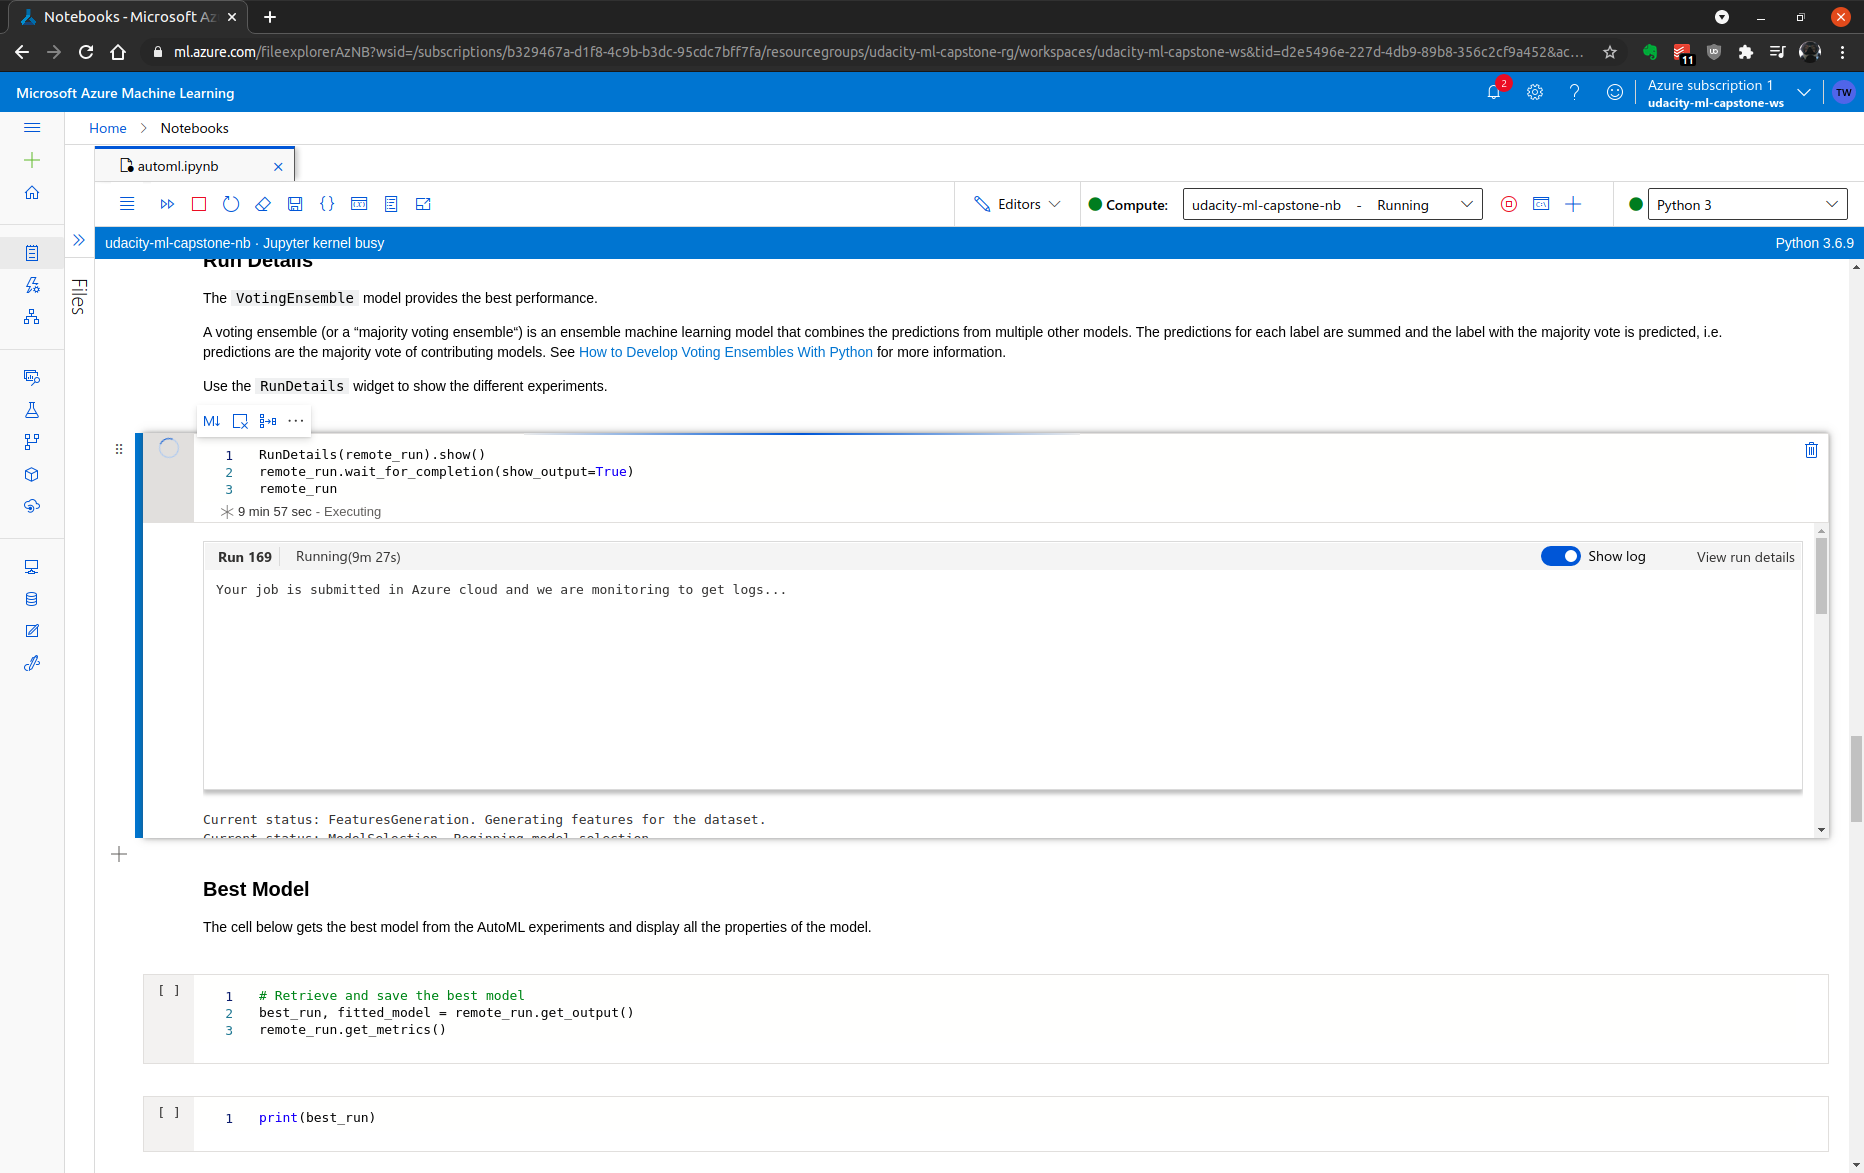 Notebooks - Microsoft Az
ml.azure.com/fileexplorerAzNB?wsid=/subscriptions/b329467a-d1f8-4c9b-b3dc-95cdc7bff7fa/resourcegroups/udacity-ml-capstone-rg/workspaces/udacity-ml-capstone-ws&tid=d2e5496e-227d-4db9-89b8-356c2cf9a452&ac...
11
Microsoft Azure Machine Learning
2
Azure subscription 1
udacity-ml-capstone-ws
TW
Home > Notebooks
automl.ipynb
Editors
Compute:
udacity-ml-capstone-nb - Running
Python 3
udacity-ml-capstone-nb · Jupyter kernel busy
Python 3.6.9
Files
Run Details
The VotingEnsemble model provides the best performance.
A voting ensemble (or a “majority voting ensemble“) is an ensemble machine learning model that combines the predictions from multiple other models. The predictions for each label are summed and the label with the majority vote is predicted, i.e.
predictions are the majority vote of contributing models. See How to Develop Voting Ensembles With Python for more information.
Use the RunDetails widget to show the different experiments.
M↓
1 RunDetails(remote_run).show()
2 remote_run.wait_for_completion(show_output=True)
3 remote_run
9 min 57 sec - Executing
Run 169
Running(9m 27s)
Show log
View run details
Your job is submitted in Azure cloud and we are monitoring to get logs...
Current status: FeaturesGeneration. Generating features for the dataset.
Current status: ModelSelection. Beginning model selection.
Best Model
The cell below gets the best model from the AutoML experiments and display all the properties of the model.
[ ]
1 # Retrieve and save the best model
2 best_run, fitted_model = remote_run.get_output()
3 remote_run.get_metrics()
[ ]
1 print(best_run)